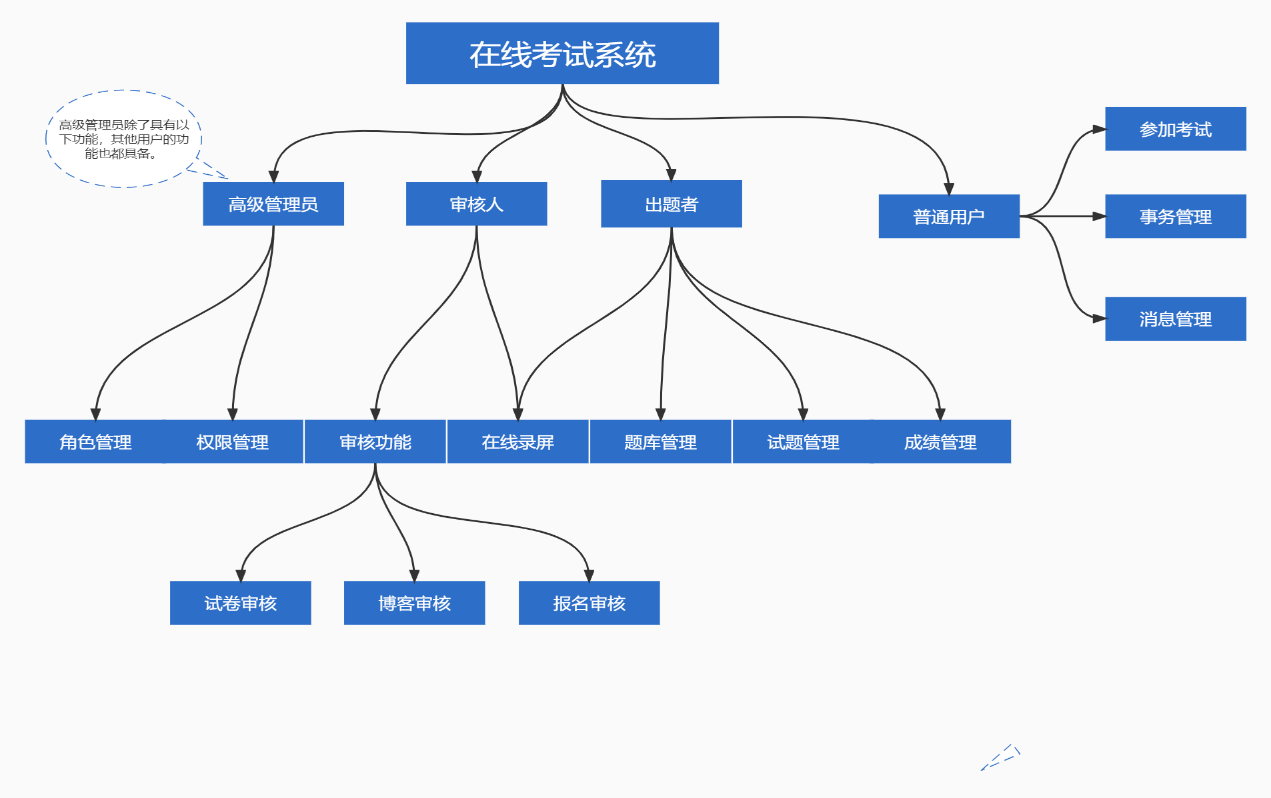 在线考试系统
高级管理员除了具有以
下功能，其他用户的功
能也都具备。
高级管理员
审核人
出题者
普通用户
参加考试
事务管理
消息管理
角色管理
权限管理
审核功能
在线录屏
题库管理
试题管理
成绩管理
试卷审核
博客审核
报名审核